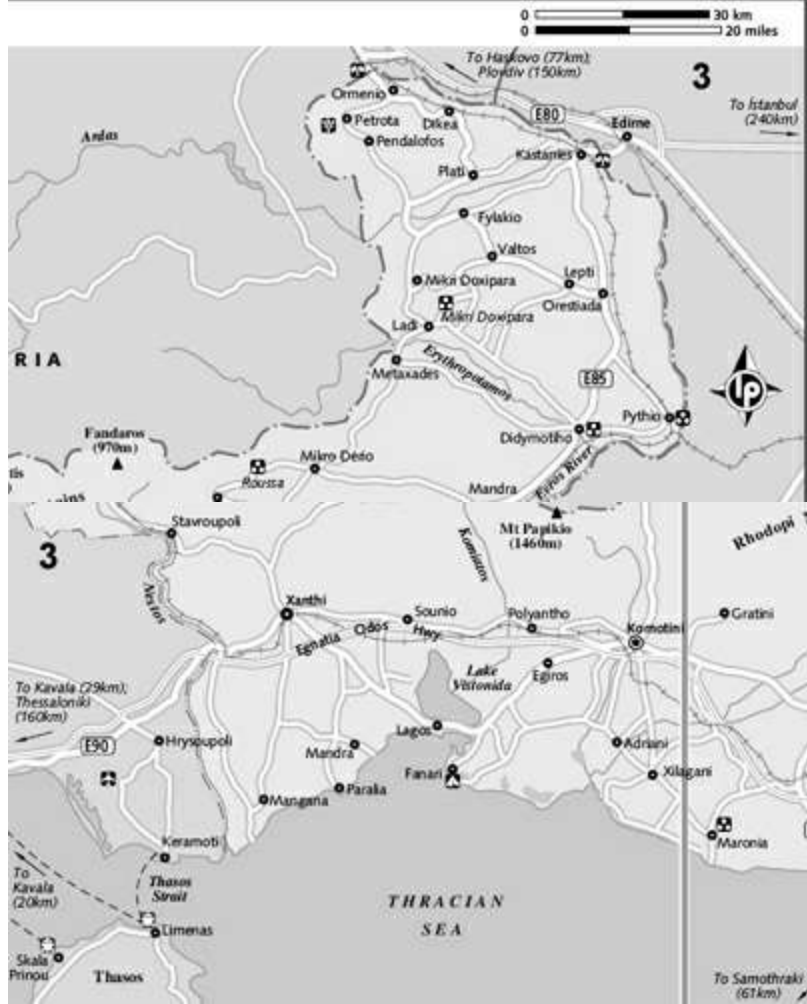 0
30 km
0
20 miles
To Haskovo (77km);
Plovdiv (150km)
3
To İstanbul
(240km)
Ormenio
E80
Edirne
Petrota
Dikea
Ardas
Pendalofos
Kastanies
Plati
Fylakio
Valtos
Mikri Doxipara
Lepti
Orestiada
Mikri Doxipara
Ladi
RIA
Erythropotamos
Metaxades
E85
lp
Pythio
Didymotiho
Fandaros
(970m)
Mikro Derio
tis
Roussa
Evros River
Mandra
ins
Stavroupoli
Mt Papikio
(1460m)
Rhodopi
3
Kompsatos
Nestos
Xanthi
Sounio
Polyantho
Gratini
Komotini
Egnatia Odos Hwy
Lake
Vistonida
Egiros
To Kavala (29km);
Thessaloniki
(160km)
Lagos
E90
Hrysoupoli
Mandra
Adriani
Fanari
Xilagani
Mangana
Paralia
Maronia
Keramoti
To
Kavala
(20km)
Thasos
Strait
THRACIAN
SEA
Limenas
Skala
Prinou
Thasos
To Samothraki
(61km)